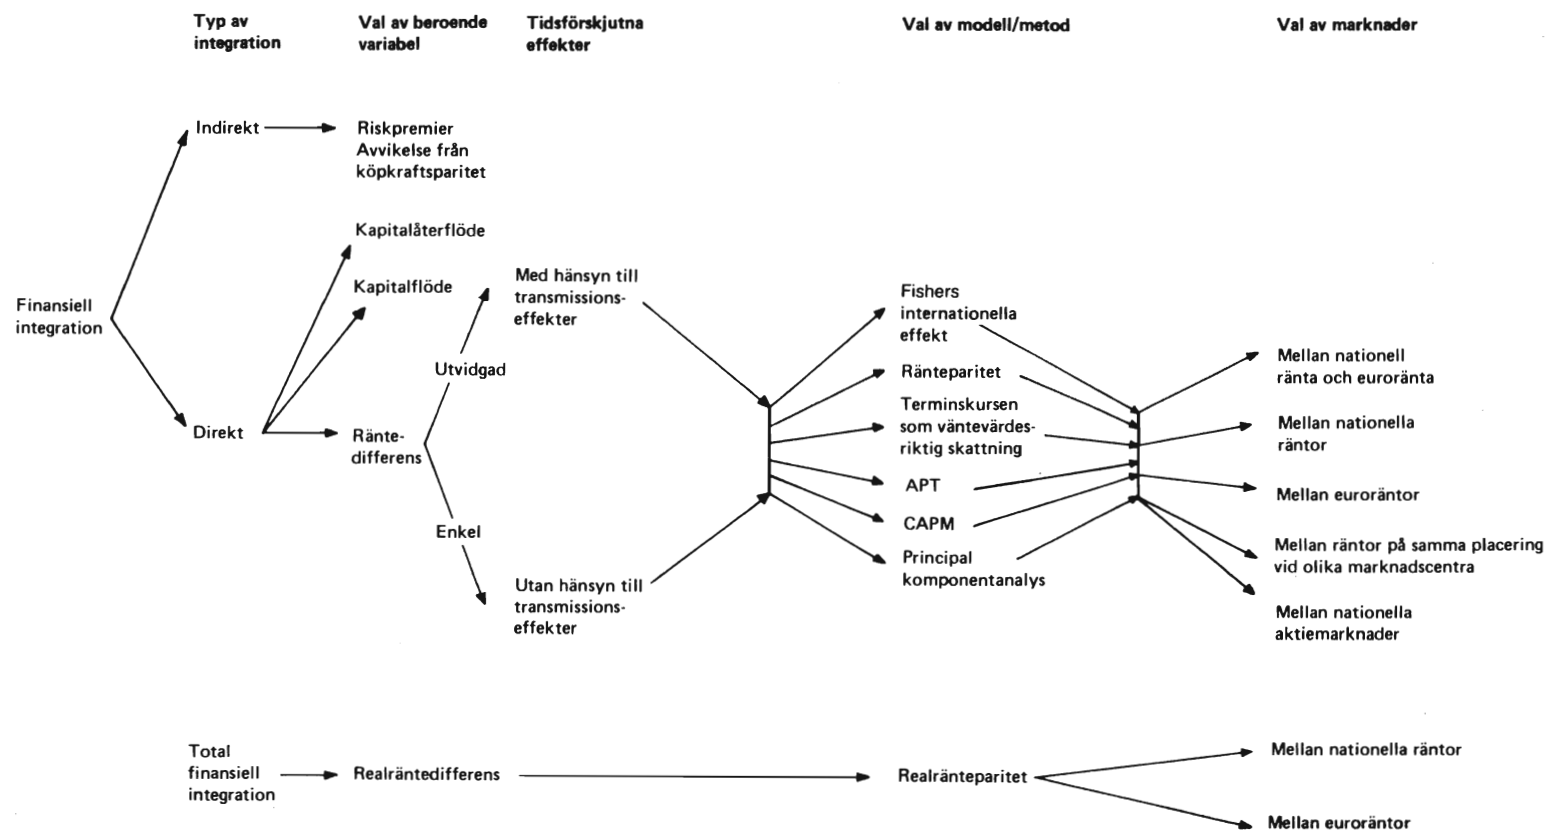 Typ av
integration
Val av beroende
variabel
Tidsförskjutna
effekter
Val av modell/metod
Val av marknader
Finansiell
integration
Indirekt
Direkt
Riskpremier
Avvikelse från
köpkraftsparitet
Kapitalåterflöde
Kapitalflöde
Ränte-
differens
Utvidgad
Enkel
Med hänsyn till
transmissions-
effekter
Utan hänsyn till
transmissions-
effekter
Fishers
internationella
effekt
Ränteparitet
Terminskursen
som väntevärdes-
riktig skattning
APT
CAPM
Principal
komponentanalys
Mellan nationell
ränta och euroränta
Mellan nationella
räntor
Mellan euroräntor
Mellan räntor på samma placering
vid olika marknadscentra
Mellan nationella
aktiemarknader
Total
finansiell
integration
Realräntedifferens
Realränteparitet
Mellan nationella räntor
Mellan euroräntor